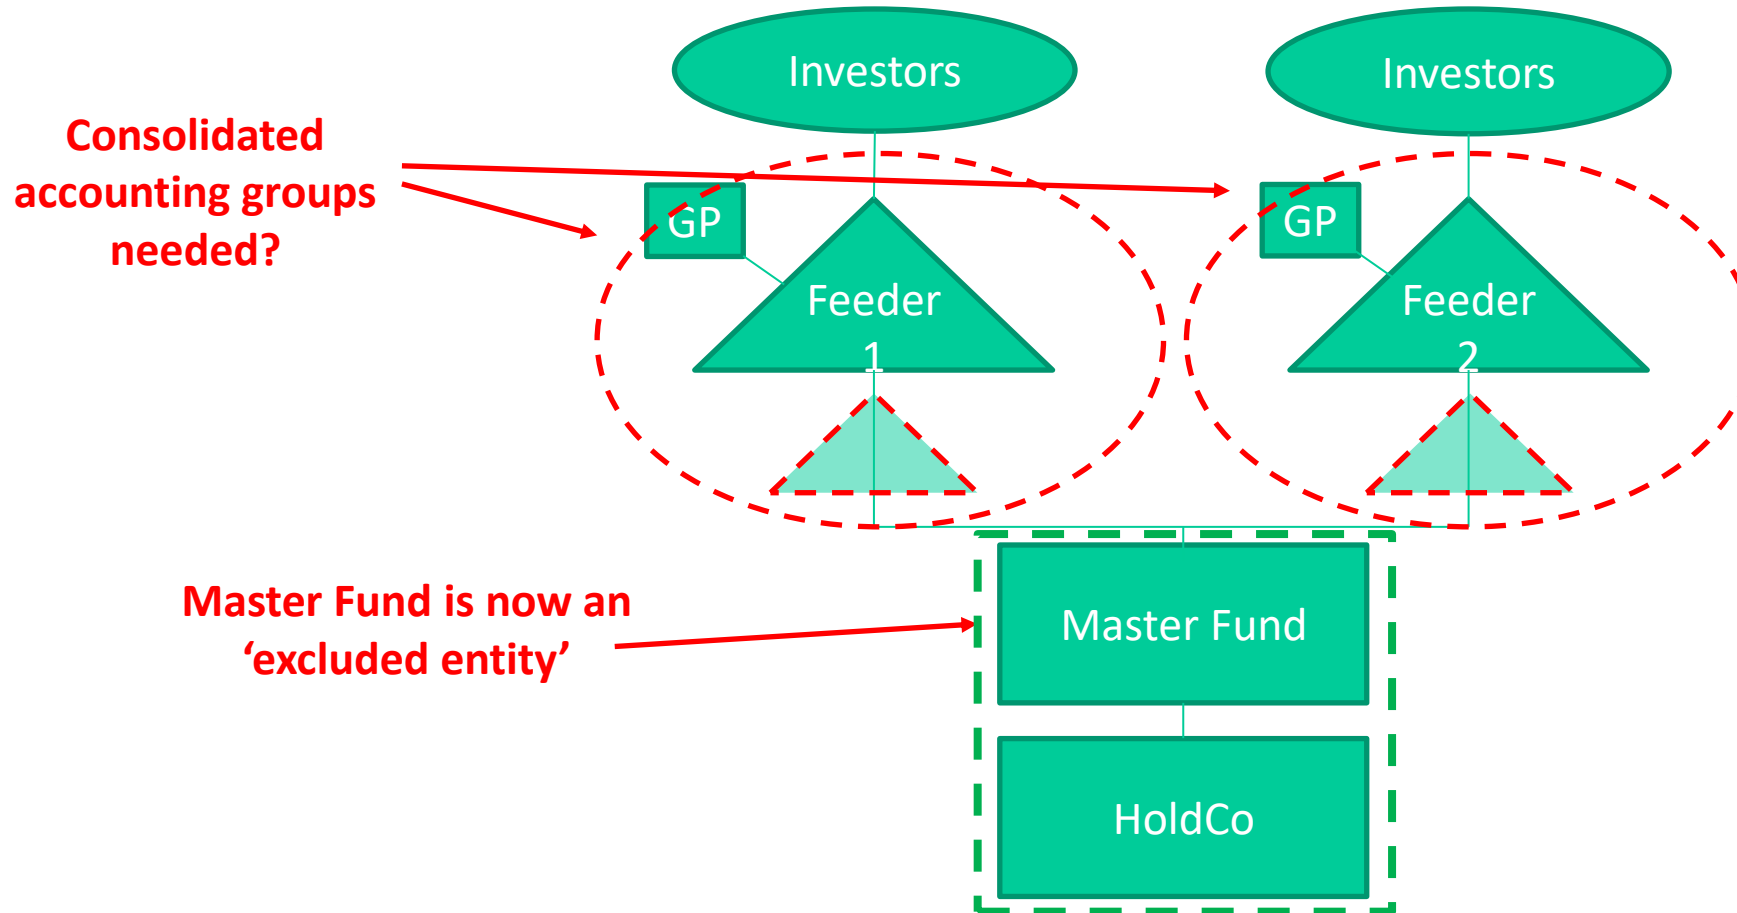 Investors
Investors
Consolidated
accounting groups
needed?
GP
GP
Feeder
1
Feeder
2
Master Fund is now an
‘excluded entity’
Master Fund
HoldCo